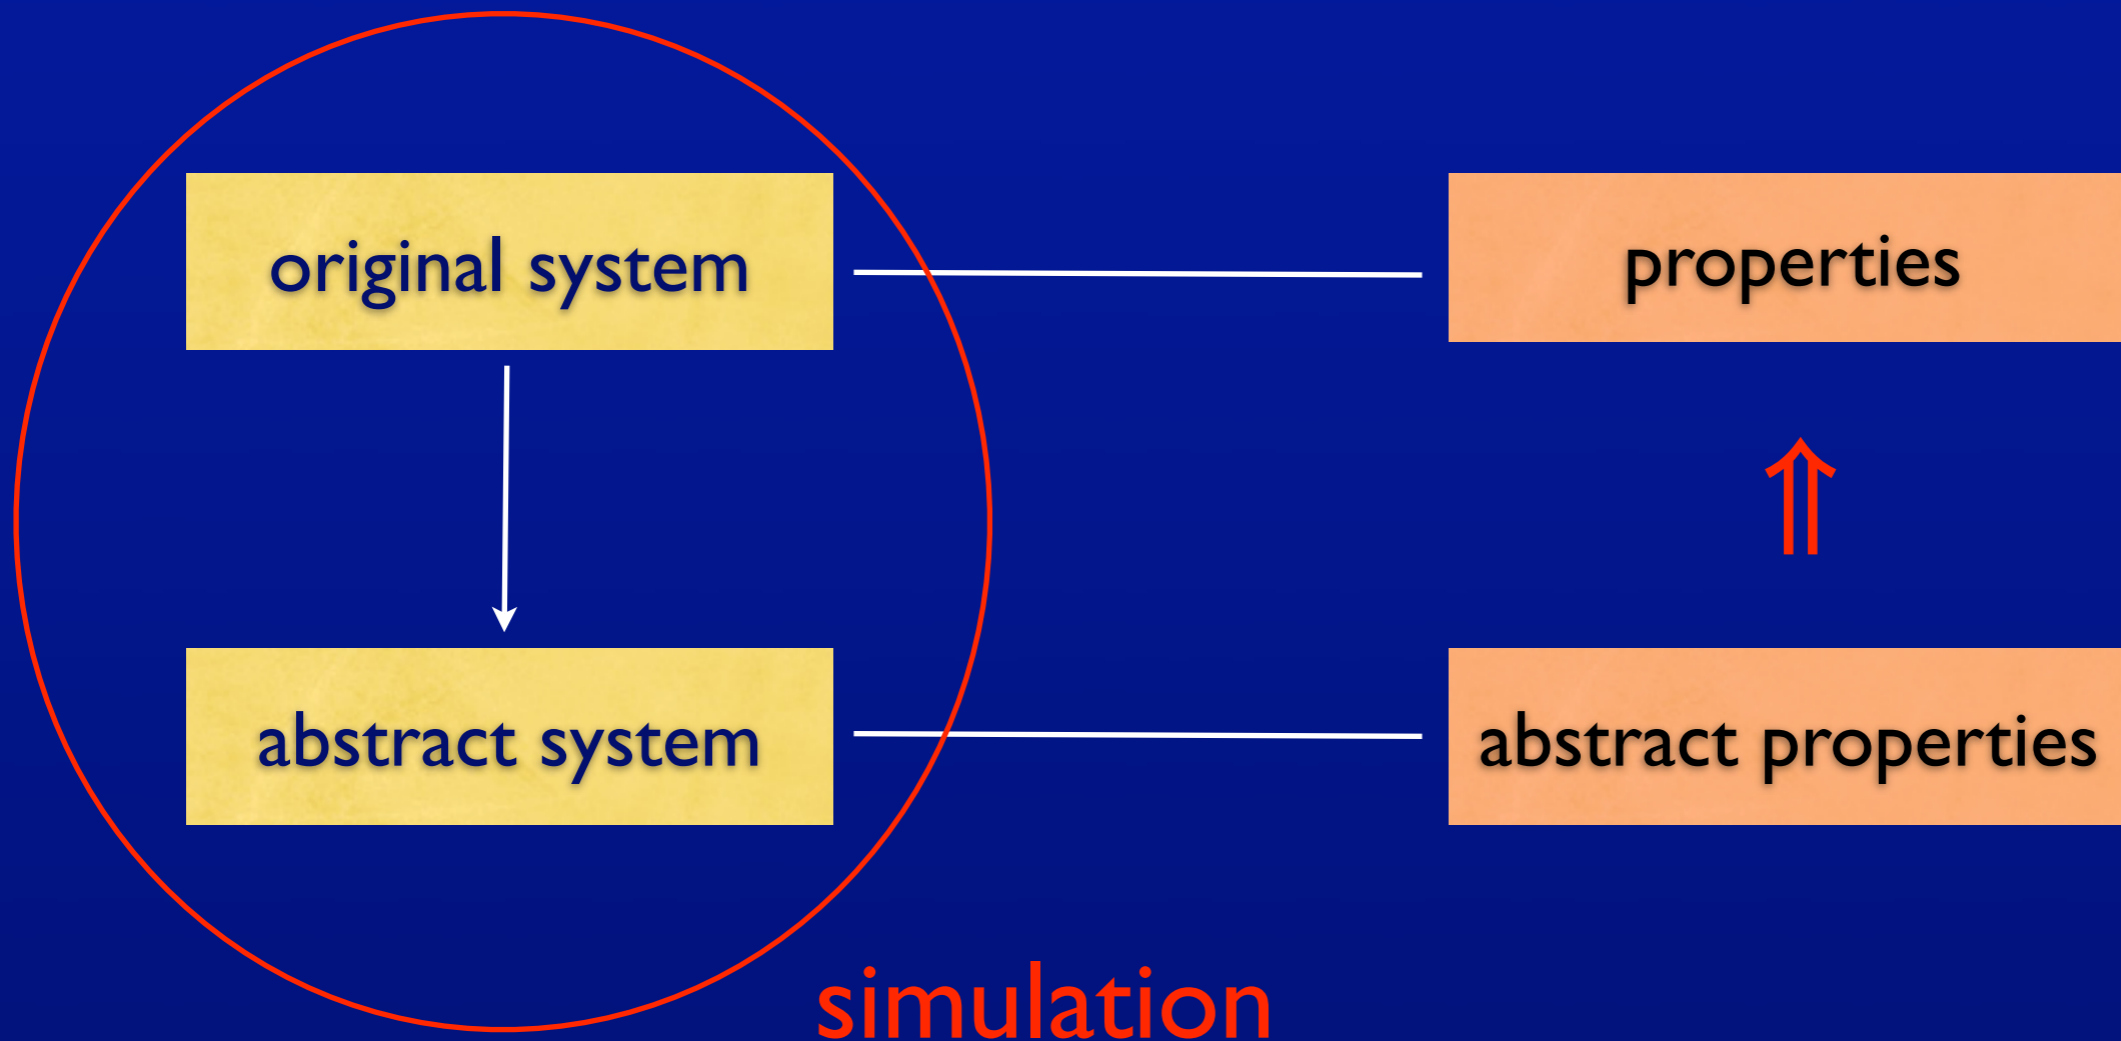 original system
properties
⇑
abstract system
abstract properties
simulation